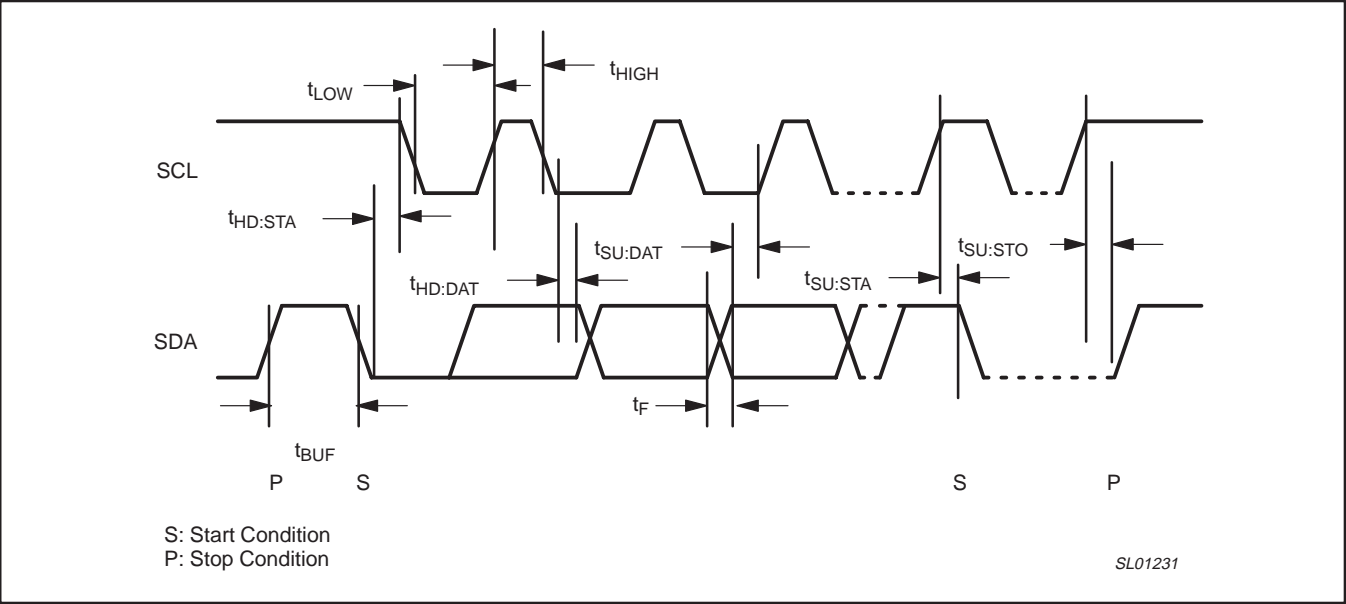 tHIGH
tLOW
SCL
tHD:STA
tSU:DAT
tSU:STO
tHD:DAT
tSU:STA
SDA
tF
tBUF
P S S P
S: Start Condition
P: Stop Condition
SL01231